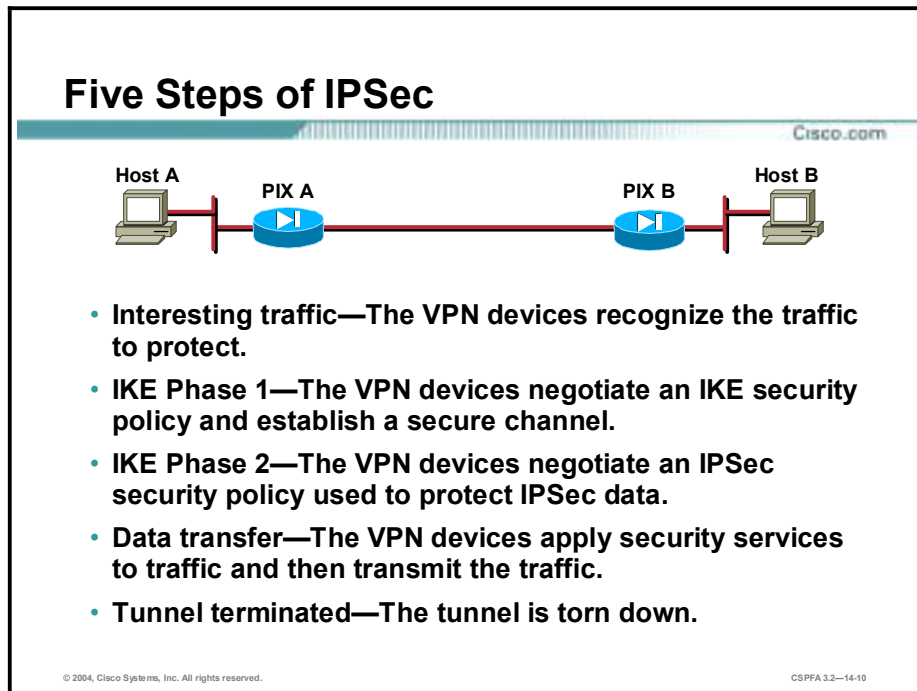 Five Steps of IPSec
Cisco.com
Host A
PIX A
PIX B
Host B
• Interesting traffic—The VPN devices recognize the traffic
to protect.
• IKE Phase 1—The VPN devices negotiate an IKE security
policy and establish a secure channel.
• IKE Phase 2—The VPN devices negotiate an IPSec
security policy used to protect IPSec data.
• Data transfer—The VPN devices apply security services
to traffic and then transmit the traffic.
• Tunnel terminated—The tunnel is torn down.
© 2004, Cisco Systems, Inc. All rights reserved.
CSPFA 3.2—14-10